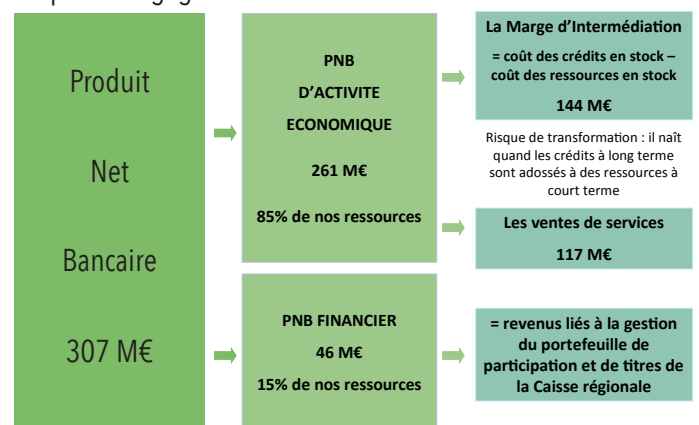 Produit
Net
Bancaire
307 M€
PNB
D’ACTIVITE
ECONOMIQUE
261 M€
85% de nos ressources
La Marge d’Intermédiation
= coût des crédits en stock –
coût des ressources en stock
144 M€
Risque de transformation : il naît
quand les crédits à long terme
sont adossés à des ressources à
court terme
Les ventes de services
117 M€
PNB FINANCIER
46 M€
15% de nos ressources
= revenus liés à la gestion
du portefeuille de
participation et de titres de
la Caisse régionale